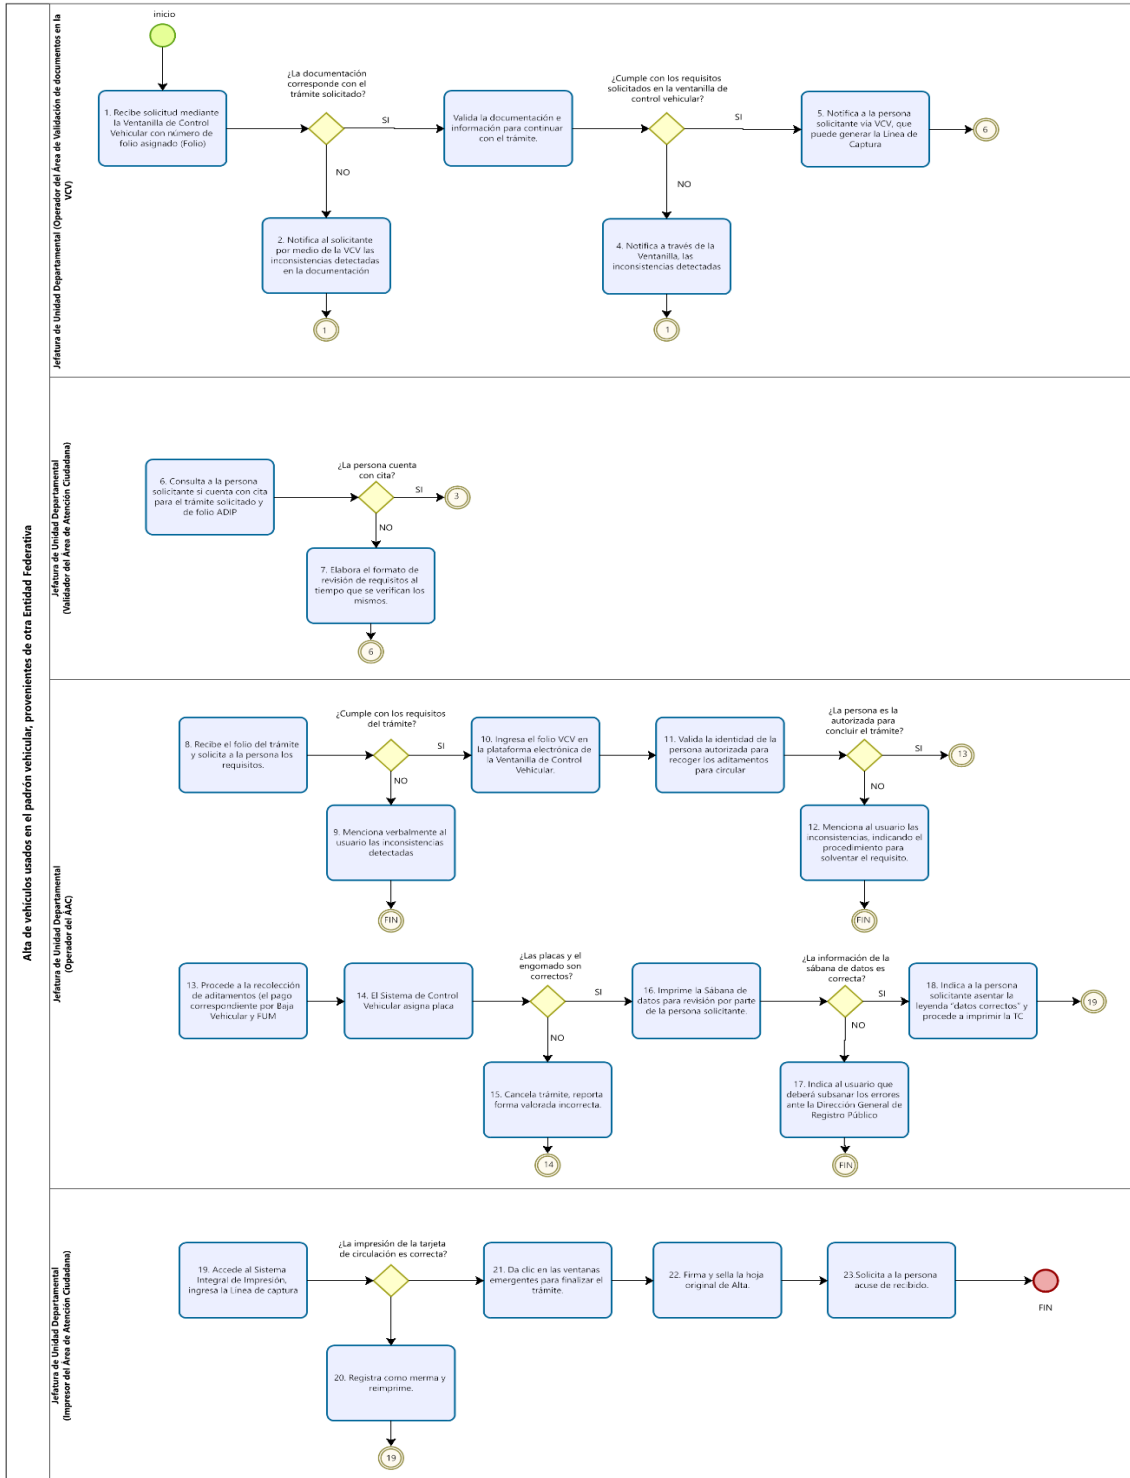 Alta de vehículos usados en el padrón vehicular, provenientes de otra Entidad Federativa
Jefatura de Unidad Departamental (Operador del Área de Validación de documentos en la
VCV)
inicio
1. Recibe solicitud mediante
la Ventanilla de Control
Vehicular con número de
folio asignado (Folio)
¿La documentación
corresponde con el
trámite solicitado?
SI
NO
2. Notifica al solicitante
por medio de la VCV las
inconsistencias detectadas
en la documentación
1
Valida la documentación e
información para continuar
con el trámite.
¿Cumple con los requisitos
solicitados en la ventanilla de
control vehicular?
SI
NO
4. Notifica a través de la
Ventanilla, las
inconsistencias detectadas
1
5. Notifica a la persona
solicitante vía VCV, que
puede generar la Línea de
Captura
6
Jefatura de Unidad Departamental
(Validador del Área de Atención Ciudadana)
6. Consulta a la persona
solicitante si cuenta con cita
para el trámite solicitado y
de folio ADIP
¿La persona cuenta
con cita?
SI
3
NO
7. Elabora el formato de
revisión de requisitos al
tiempo que se verifican los
mismos.
6
Jefatura de Unidad Departamental
(Operador del ÁAC)
8. Recibe el folio del trámite
y solicita a la persona los
requisitos.
¿Cumple con los requisitos
del trámite?
SI
NO
9. Menciona verbalmente al
usuario las inconsistencias
detectadas
FIN
10. Ingresa el folio VCV en
la plataforma electrónica de
la Ventanilla de Control
Vehicular.
11. Valida la identidad de la
persona autorizada para
recoger los aditamentos
para circular
¿La persona es la
autorizada para
concluir el trámite?
SI
13
NO
12. Menciona al usuario las
inconsistencias, indicando el
procedimiento para
solventar el requisito.
FIN
13. Procede a la recolección
de aditamentos (el pago
correspondiente por Baja
Vehicular y FUM
14. El Sistema de Control
Vehicular asigna placa
¿Las placas y el
engomado son
correctos?
SI
NO
15. Cancela trámite, reporta
forma valorada incorrecta.
14
16. Imprime la Sábana de
datos para revisión por parte
de la persona solicitante.
¿La información de la
sábana de datos es
correcta?
SI
NO
17. Indica al usuario que
deberá subsanar los errores
ante la Dirección General de
Registro Público
FIN
18. Indica a la persona
solicitante asentar la
leyenda “datos correctos” y
procede a imprimir la TC
19
Jefatura de Unidad Departamental
(Impresor del Área de Atención Ciudadana)
19. Accede al Sistema
Integral de Impresión,
ingresa la Línea de captura
¿La impresión de la tarjeta
de circulación es correcta?
20. Registra como merma y
reimprime.
19
21. Da clic en las ventanas
emergentes para finalizar el
trámite.
22. Firma y sella la hoja
original de Alta.
23.Solicita a la persona
acuse de recibido.
FIN